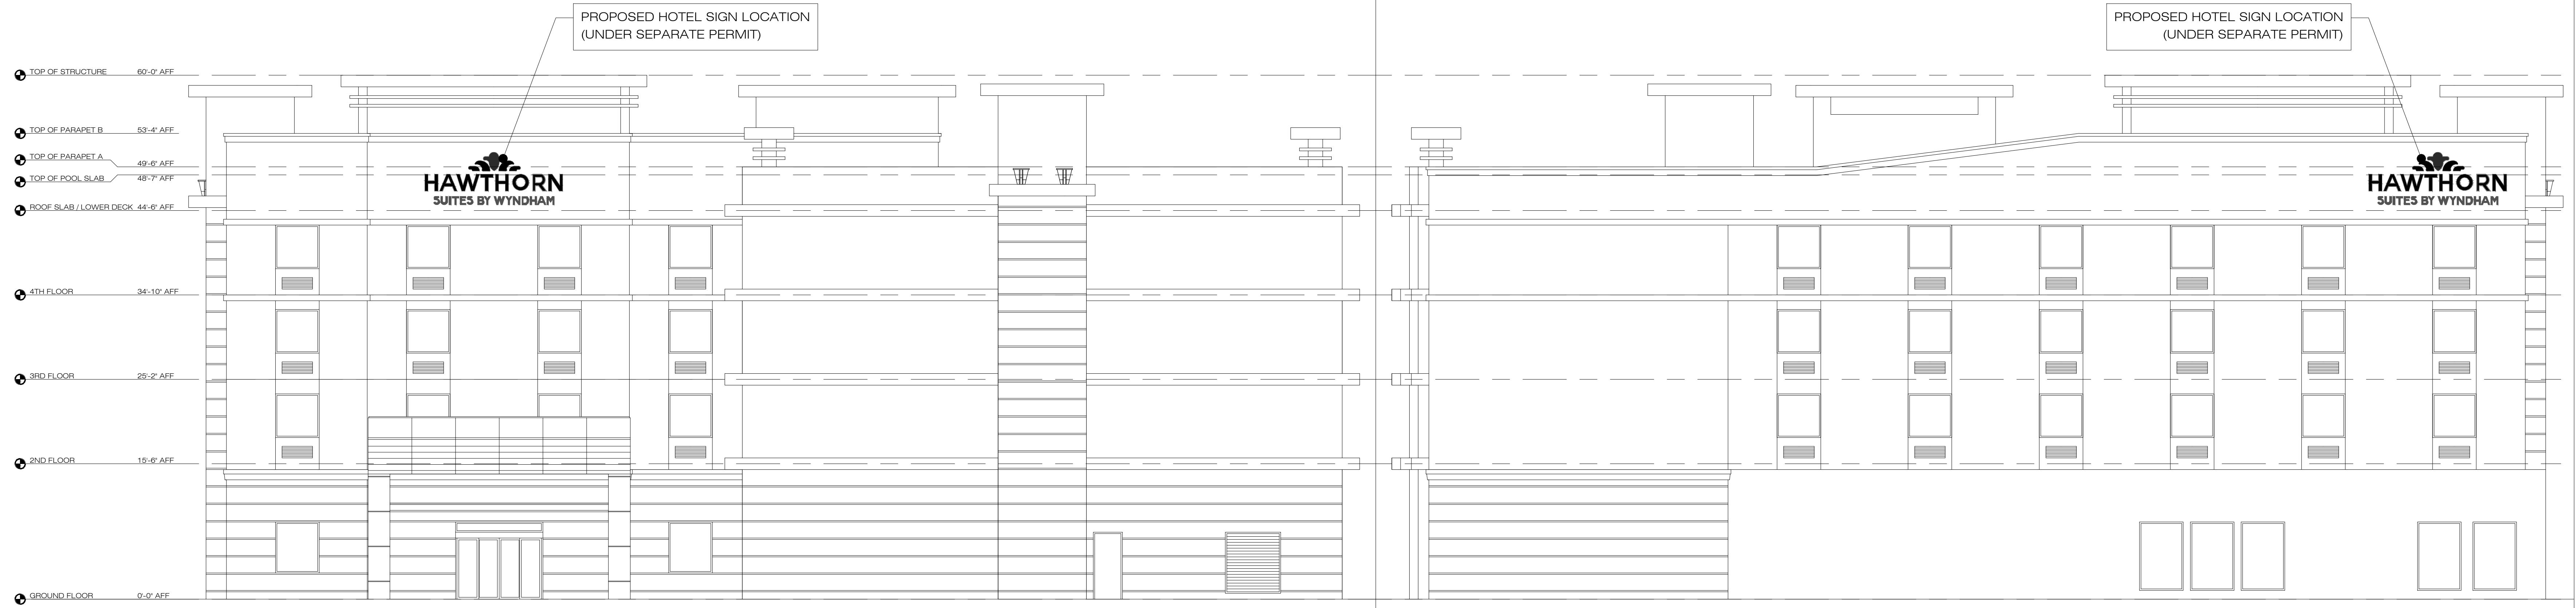 PROPOSED HOTEL SIGN LOCATION
(UNDER SEPARATE PERMIT)
PROPOSED HOTEL SIGN LOCATION
(UNDER SEPARATE PERMIT)
TOP OF STRUCTURE 60'-0" AFF
TOP OF PARAPET B 53'-4" AFF
TOP OF PARAPET A 49'-6" AFF
TOP OF POOL SLAB 48'-7" AFF
ROOF SLAB / LOWER DECK 44'-6" AFF
4TH FLOOR 34'-10" AFF
3RD FLOOR 25'-2" AFF
2ND FLOOR 15'-6" AFF
GROUND FLOOR 0'-0" AFF
HAWTHORN
SUITES BY WYNDHAM
HAWTHORN
SUITES BY WYNDHAM